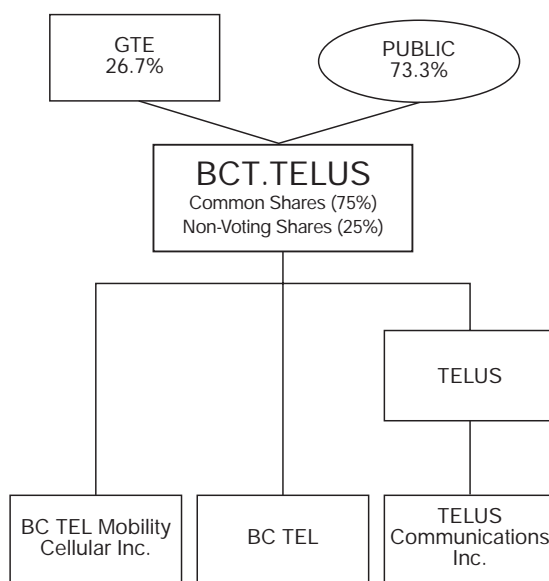 GTE
26.7%
PUBLIC
73.3%
BCT.TELUS
Common Shares (75%)
Non-Voting Shares (25%)
TELUS
BC TEL Mobility
Cellular Inc.
BC TEL
TELUS
Communications
Inc.